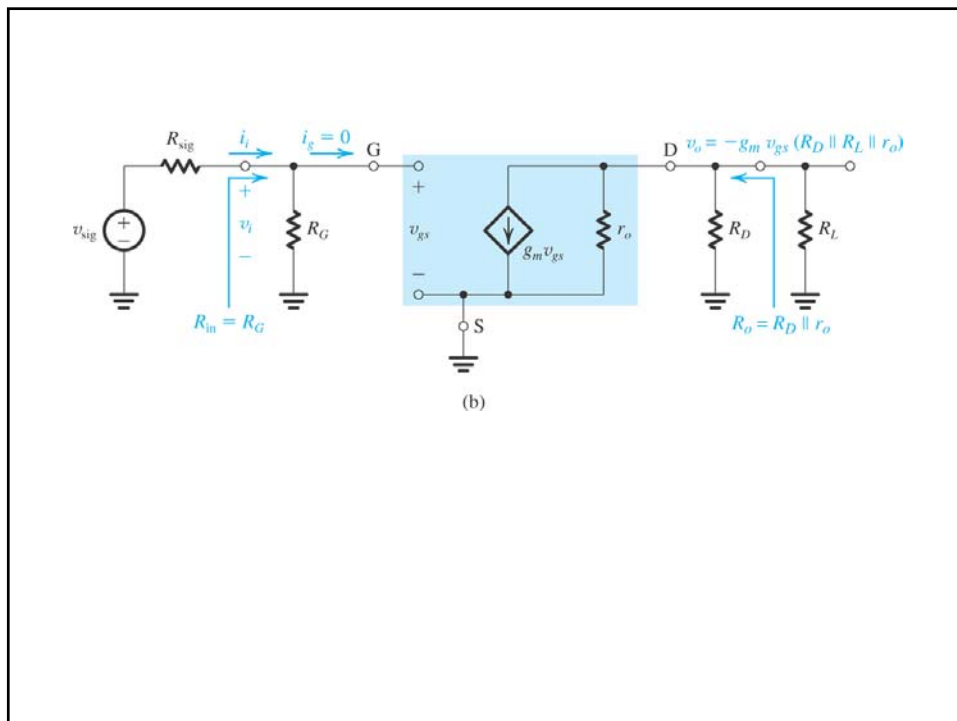 R_sig
i_i
i_g = 0
G
D
v_o = −g_m v_gs (R_D ∥ R_L ∥ r_o)
+
−
v_sig
+
v_i
−
R_G
+
v_gs
−
g_m v_gs
r_o
R_D
R_L
R_in = R_G
S
R_o = R_D ∥ r_o
(b)